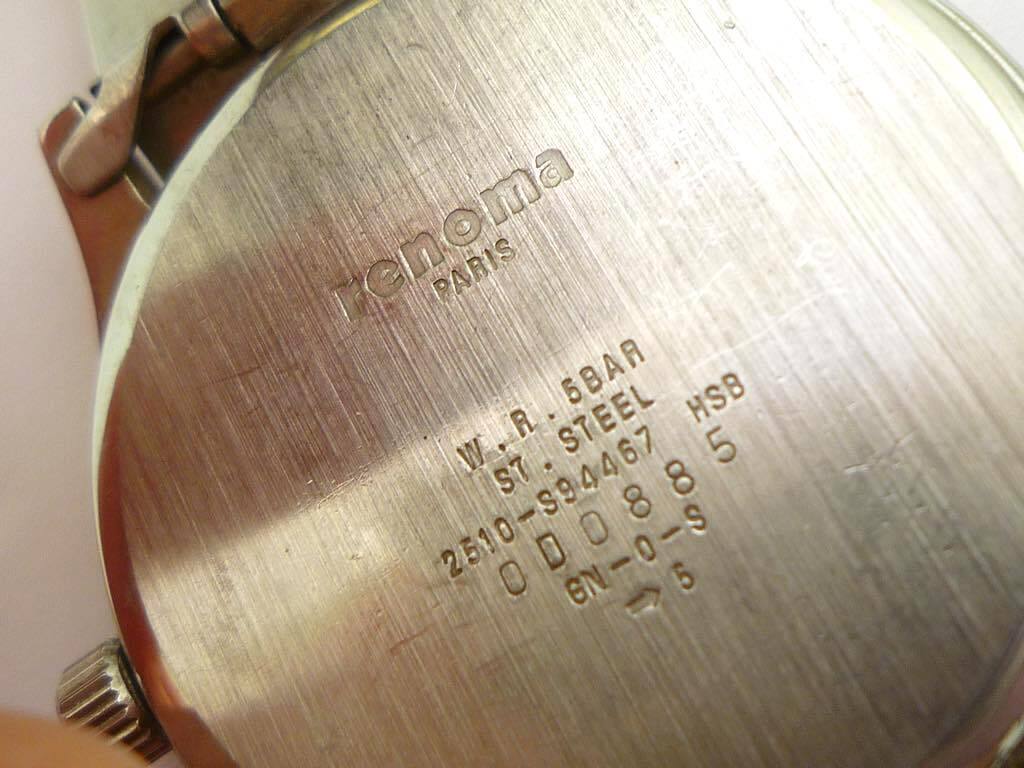 renoma
PARIS
W.R.5BAR
ST.STEEL
2510-S94467 HSB
0D0885
GN-0-S
→ 5